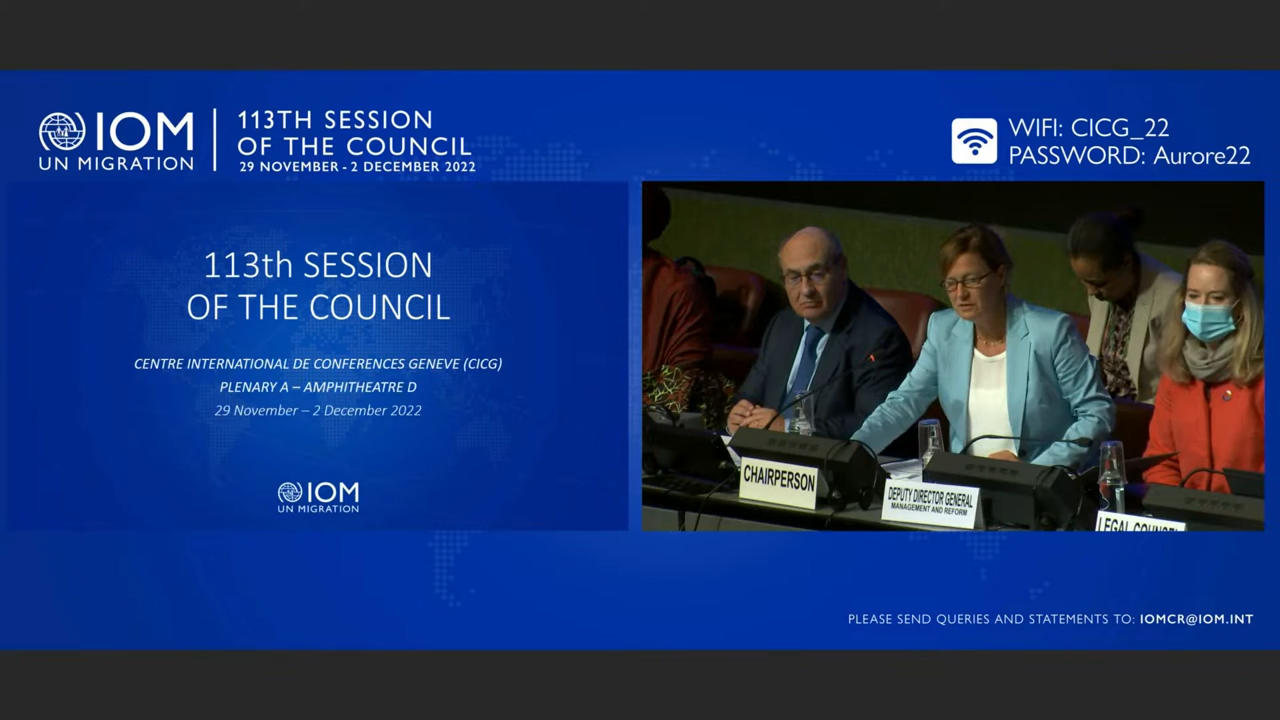 IOM
UN MIGRATION
113TH SESSION
OF THE COUNCIL
29 NOVEMBER - 2 DECEMBER 2022
WIFI: CICG_22
PASSWORD: Aurore22
113th SESSION
OF THE COUNCIL
CENTRE INTERNATIONAL DE CONFERENCES GENEVE (CICG)
PLENARY A – AMPHITHEATRE D
29 November – 2 December 2022
IOM
UN MIGRATION
CHAIRPERSON
DEPUTY DIRECTOR GENERAL
MANAGEMENT AND REFORM
LEGAL COUNSEL
PLEASE SEND QUERIES AND STATEMENTS TO: IOMCR@IOM.INT